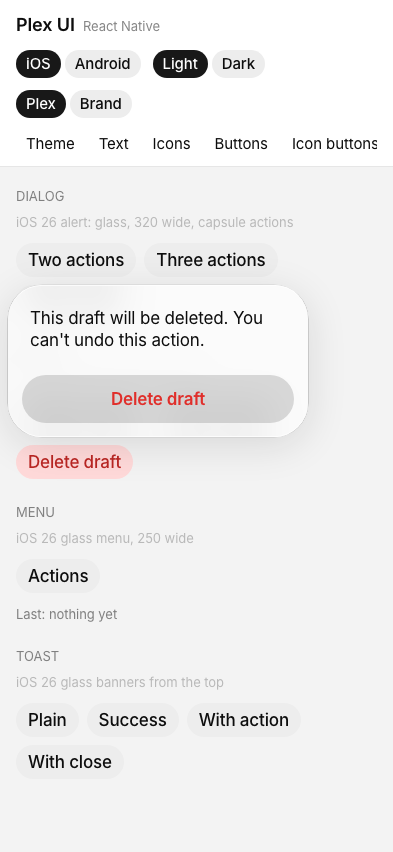 Plex UI React Native
iOS Android Light Dark
Plex Brand
Theme Text Icons Buttons Icon buttons
DIALOG
iOS 26 alert: glass, 320 wide, capsule actions
Two actions Three actions
This draft will be deleted. You
can't undo this action.
Delete draft
Delete draft
MENU
iOS 26 glass menu, 250 wide
Actions
Last: nothing yet
TOAST
iOS 26 glass banners from the top
Plain Success With action
With close